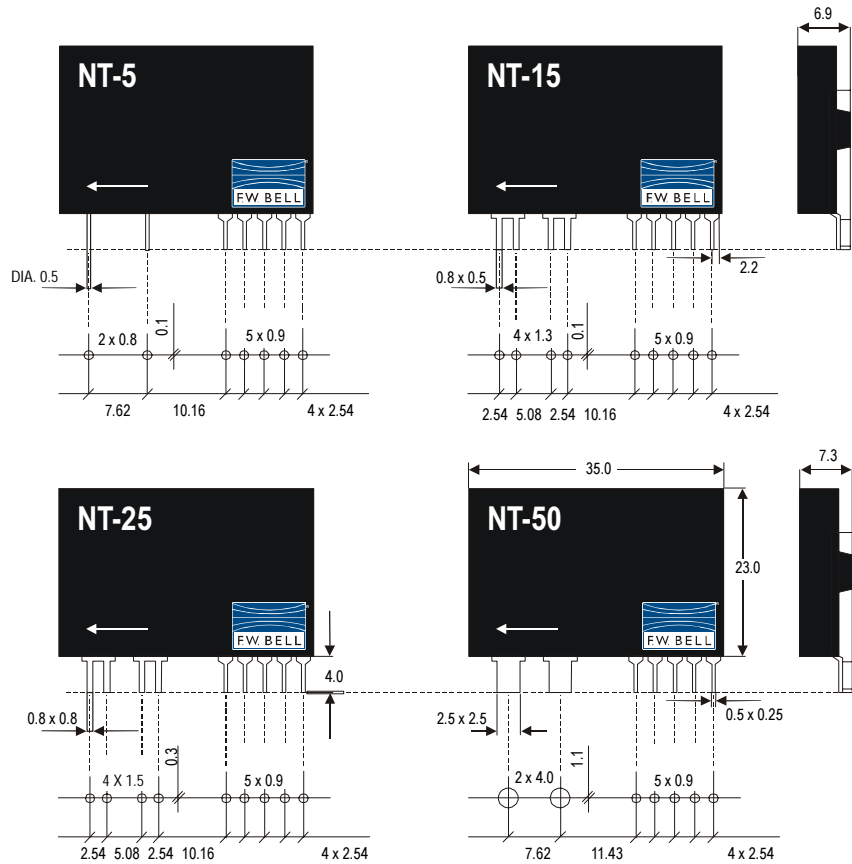 6.9
NT-5
NT-15
F.W. BELL
F.W. BELL
DIA. 0.5
0.8 x 0.5
2.2
2 x 0.8
0.1
5 x 0.9
4 x 1.3
0.1
5 x 0.9
7.62
10.16
4 x 2.54
2.54
5.08
2.54
10.16
4 x 2.54
35.0
7.3
NT-25
NT-50
23.0
F.W. BELL
F.W. BELL
4.0
0.8 x 0.8
2.5 x 2.5
0.5 x 0.25
0.3
4 X 1.5
5 x 0.9
2 x 4.0
1.1
5 x 0.9
2.54
5.08
2.54
10.16
4 x 2.54
7.62
11.43
4 x 2.54